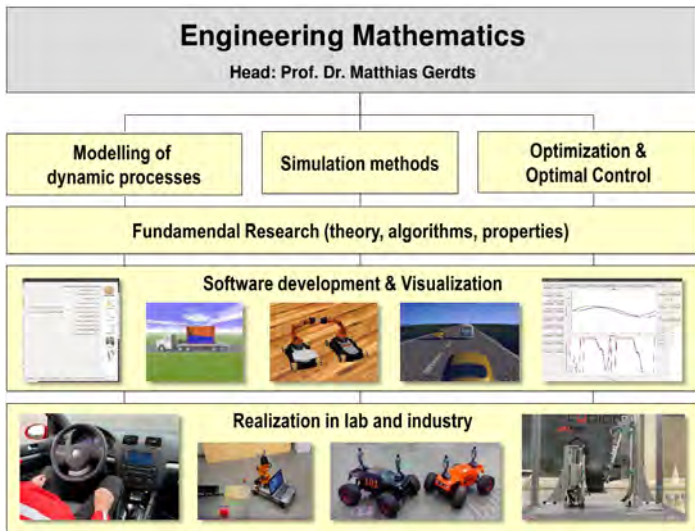 Engineering Mathematics
Head: Prof. Dr. Matthias Gerdts
Modelling of
dynamic processes
Simulation methods
Optimization &
Optimal Control
Fundamendal Research (theory, algorithms, properties)
Software development & Visualization
Realization in lab and industry